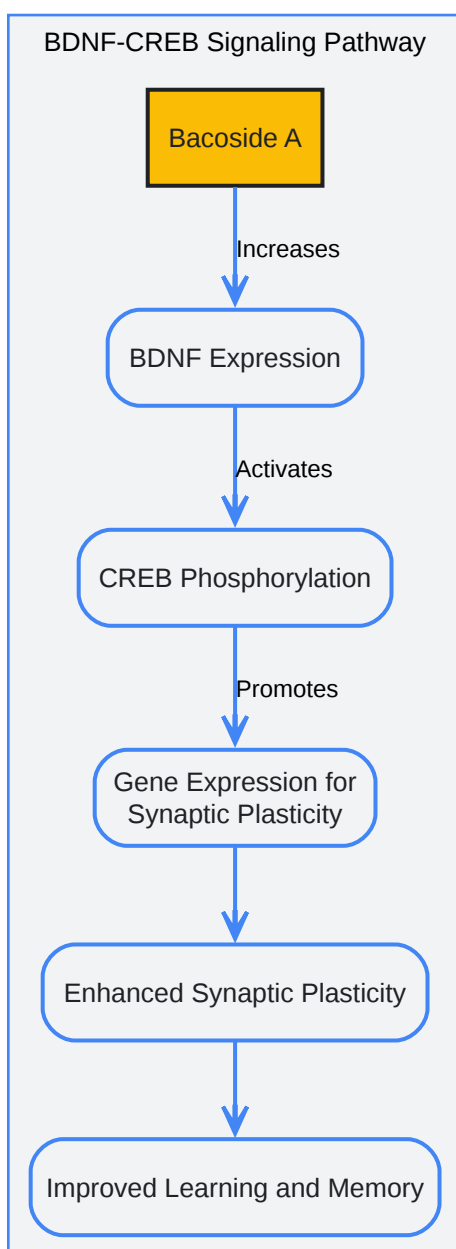 BDNF-CREB Signaling Pathway
Bacoside A
Increases
BDNF Expression
Activates
CREB Phosphorylation
Promotes
Gene Expression for
Synaptic Plasticity
Enhanced Synaptic Plasticity
Improved Learning and Memory